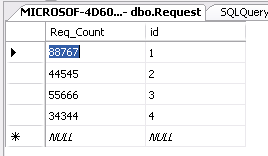 MICROSOF-4D60...- dbo.Request SQLQuery
Req_Count id
88767 1
44545 2
55666 3
34344 4
NULL NULL